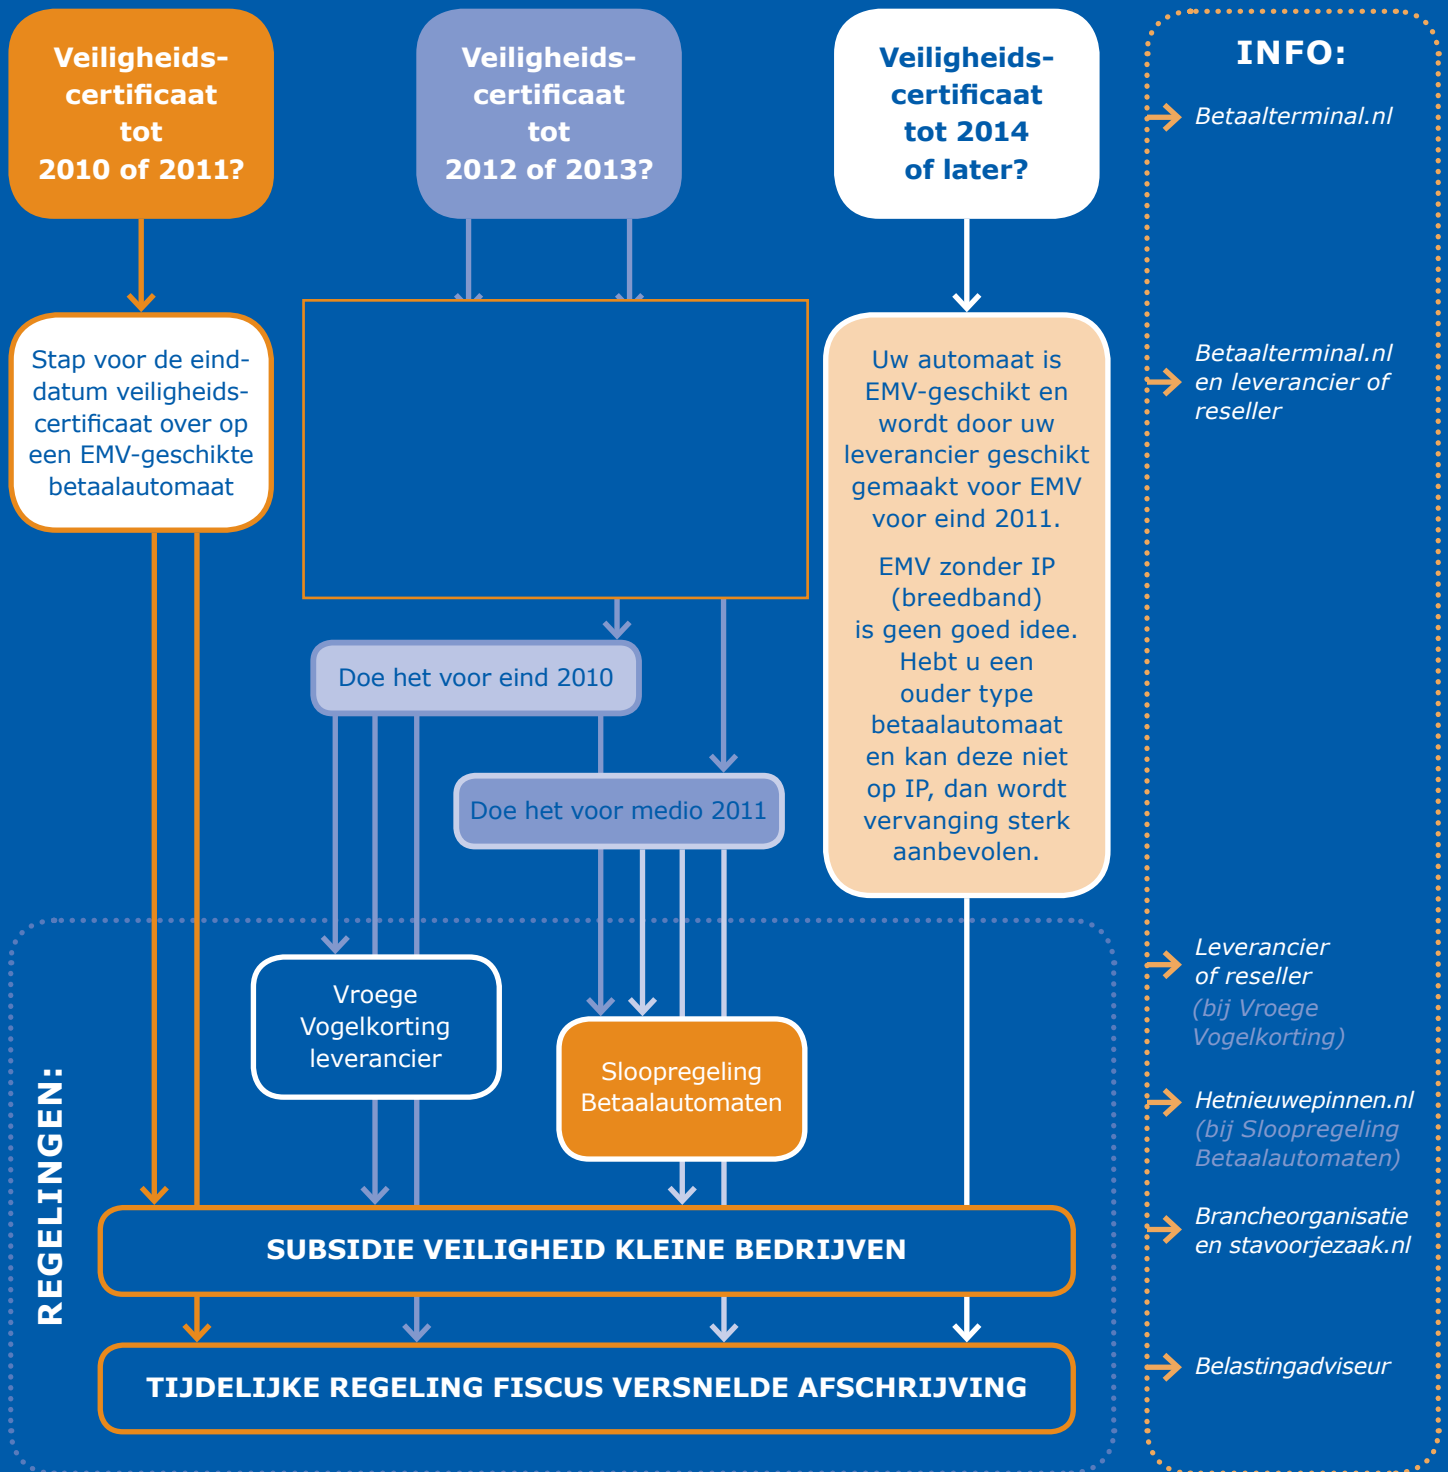 Veiligheids-
certificaat
tot
2010 of 2011?
Veiligheids-
certificaat
tot
2012 of 2013?
Veiligheids-
certificaat
tot 2014
of later?
Stap voor de eind-
datum veiligheids-
certificaat over op
een EMV-geschikte
betaalautomaat
Uw automaat is
EMV-geschikt en
wordt door uw
leverancier geschikt
gemaakt voor EMV
voor eind 2011.
EMV zonder IP
(breedband)
is geen goed idee.
Hebt u een
ouder type
betaalautomaat
en kan deze niet
op IP, dan wordt
vervanging sterk
aanbevolen.
Doe het voor eind 2010
Doe het voor medio 2011
REGELINGEN:
Vroege
Vogelkorting
leverancier
Sloopregeling
Betaalautomaten
SUBSIDIE VEILIGHEID KLEINE BEDRIJVEN
TIJDELIJKE REGELING FISCUS VERSNELDE AFSCHRIJVING
INFO:
Betaalterminal.nl
Betaalterminal.nl
en leverancier of
reseller
Leverancier
of reseller
(bij Vroege
Vogelkorting)
Hetnieuwepinnen.nl
(bij Sloopregeling
Betaalautomaten)
Brancheorganisatie
en stavoorjezaak.nl
Belastingadviseur